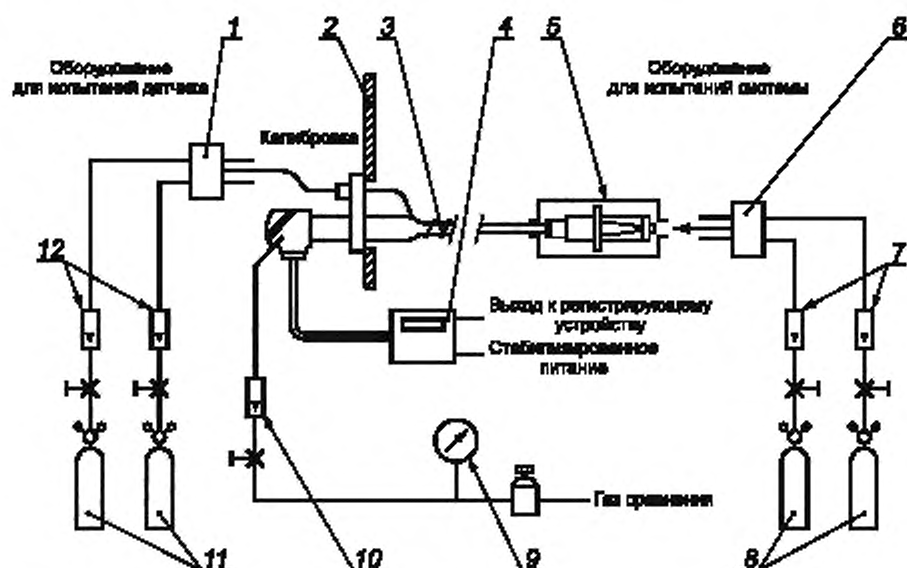 1
2
3
4
5
6
Оборудование
для испытаний датчика
Оборудование
для испытаний системы
Калибровка
12
7
Выход к регистрирующему
устройству
Стабилизированное
питание
Газ сравнения
11
10
9
8